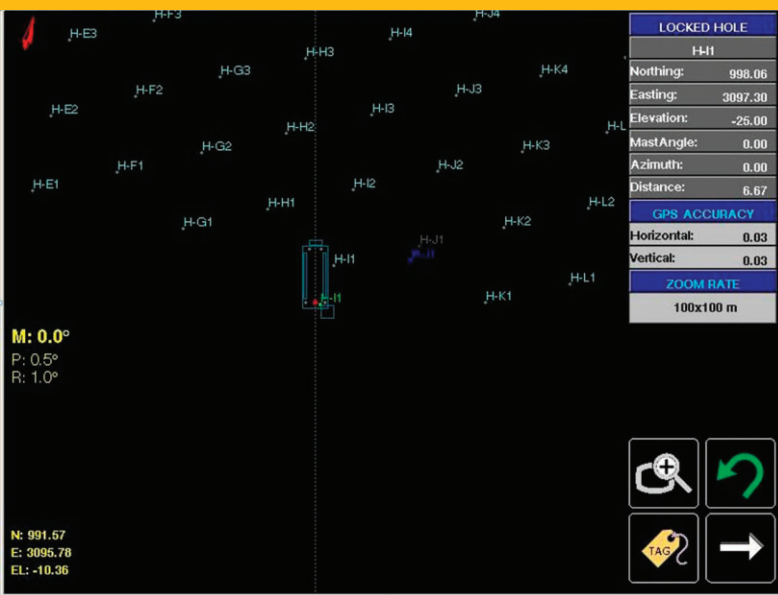 H-F3
H-J4
H-E3
H-I4
H-H3
H-G3
H-K4
H-F2
H-J3
H-E2
H-I3
H-H2
H-L
H-G2
H-K3
H-F1
H-J2
H-E1
H-I2
H-H1
H-L2
H-G1
H-K2
H-J1
H-I1
H-L1
H-K1
M: 0.0°
P: 0.5°
R: 1.0°
N: 991.57
E: 3095.78
EL: -10.36
LOCKED HOLE
H-I1
Northing: 998.06
Easting: 3097.30
Elevation: -25.00
MastAngle: 0.00
Azimuth: 0.00
Distance: 6.67
GPS ACCURACY
Horizontal: 0.03
Vertical: 0.03
ZOOM RATE
100x100 m
TAG